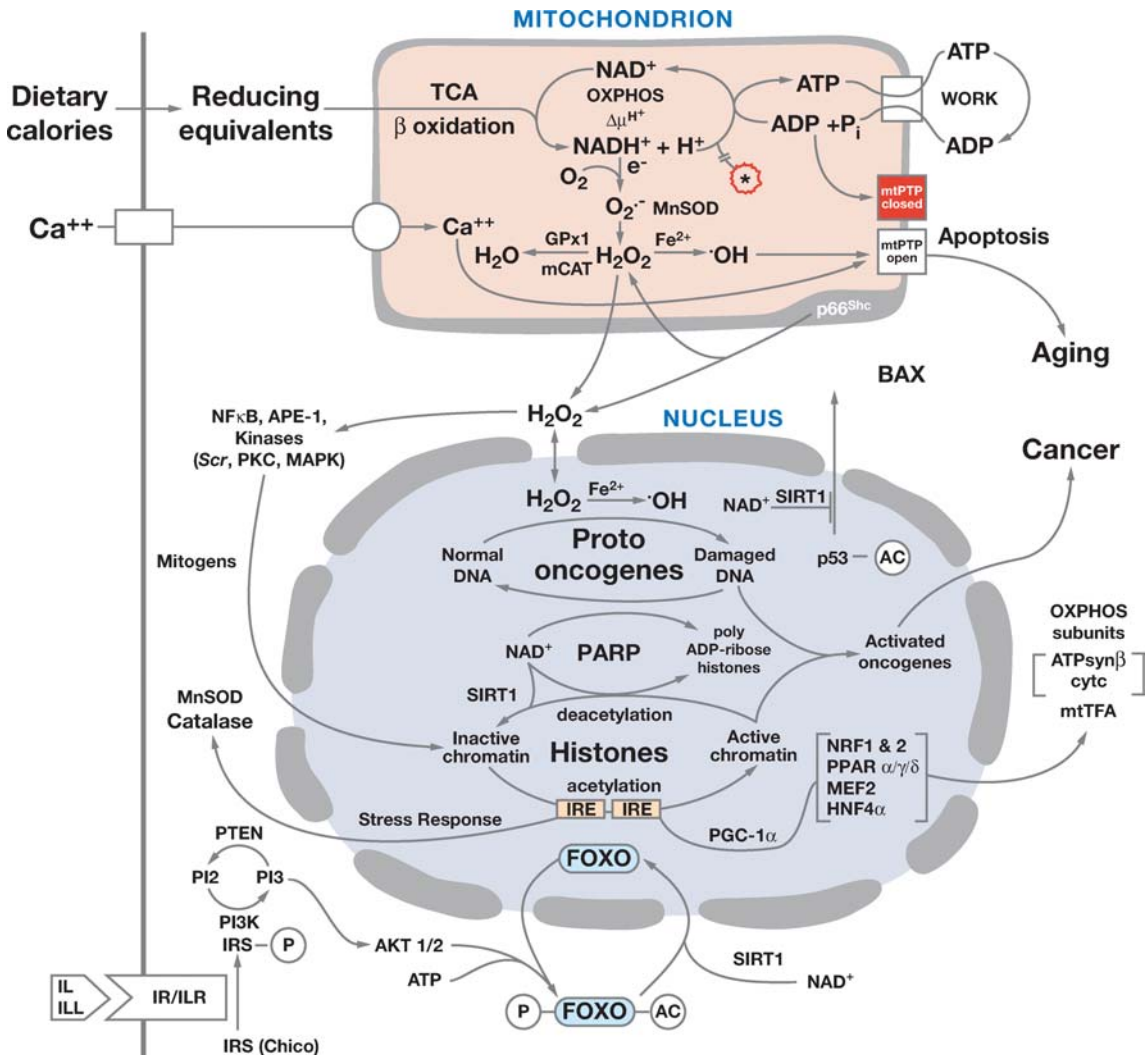 MITOCHONDRION
Dietary
calories
Reducing
equivalents
TCA
β oxidation
NAD⁺
OXPHOS
Δμᴴ⁺
NADH⁺ + H⁺
ATP
ADP +Pᵢ
ATP
WORK
ADP
O₂
e⁻
*
O₂·⁻
MnSOD
mtPTP
closed
Ca⁺⁺
Ca⁺⁺
H₂O
GPx1
mCAT
H₂O₂
Fe²⁺
·OH
mtPTP
open
Apoptosis
p66ˢʰᶜ
Aging
BAX
NFκB, APE-1,
Kinases
(Scr, PKC, MAPK)
H₂O₂
NUCLEUS
Cancer
H₂O₂
Fe²⁺
·OH
NAD⁺
SIRT1
Mitogens
Normal
DNA
Proto
oncogenes
Damaged
DNA
p53
AC
NAD⁺
PARP
poly
ADP-ribose
histones
Activated
oncogenes
OXPHOS
subunits
ATPsynβ
cytc
mtTFA
SIRT1
deacetylation
MnSOD
Catalase
Inactive
chromatin
Histones
Active
chromatin
NRF1 & 2
PPAR α/γ/δ
MEF2
HNF4α
acetylation
IRE
IRE
Stress Response
PGC-1α
PTEN
PI2
PI3
PI3K
FOXO
IRS
P
AKT 1/2
ATP
SIRT1
NAD⁺
IL
ILL
IR/ILR
P
FOXO
AC
IRS (Chico)